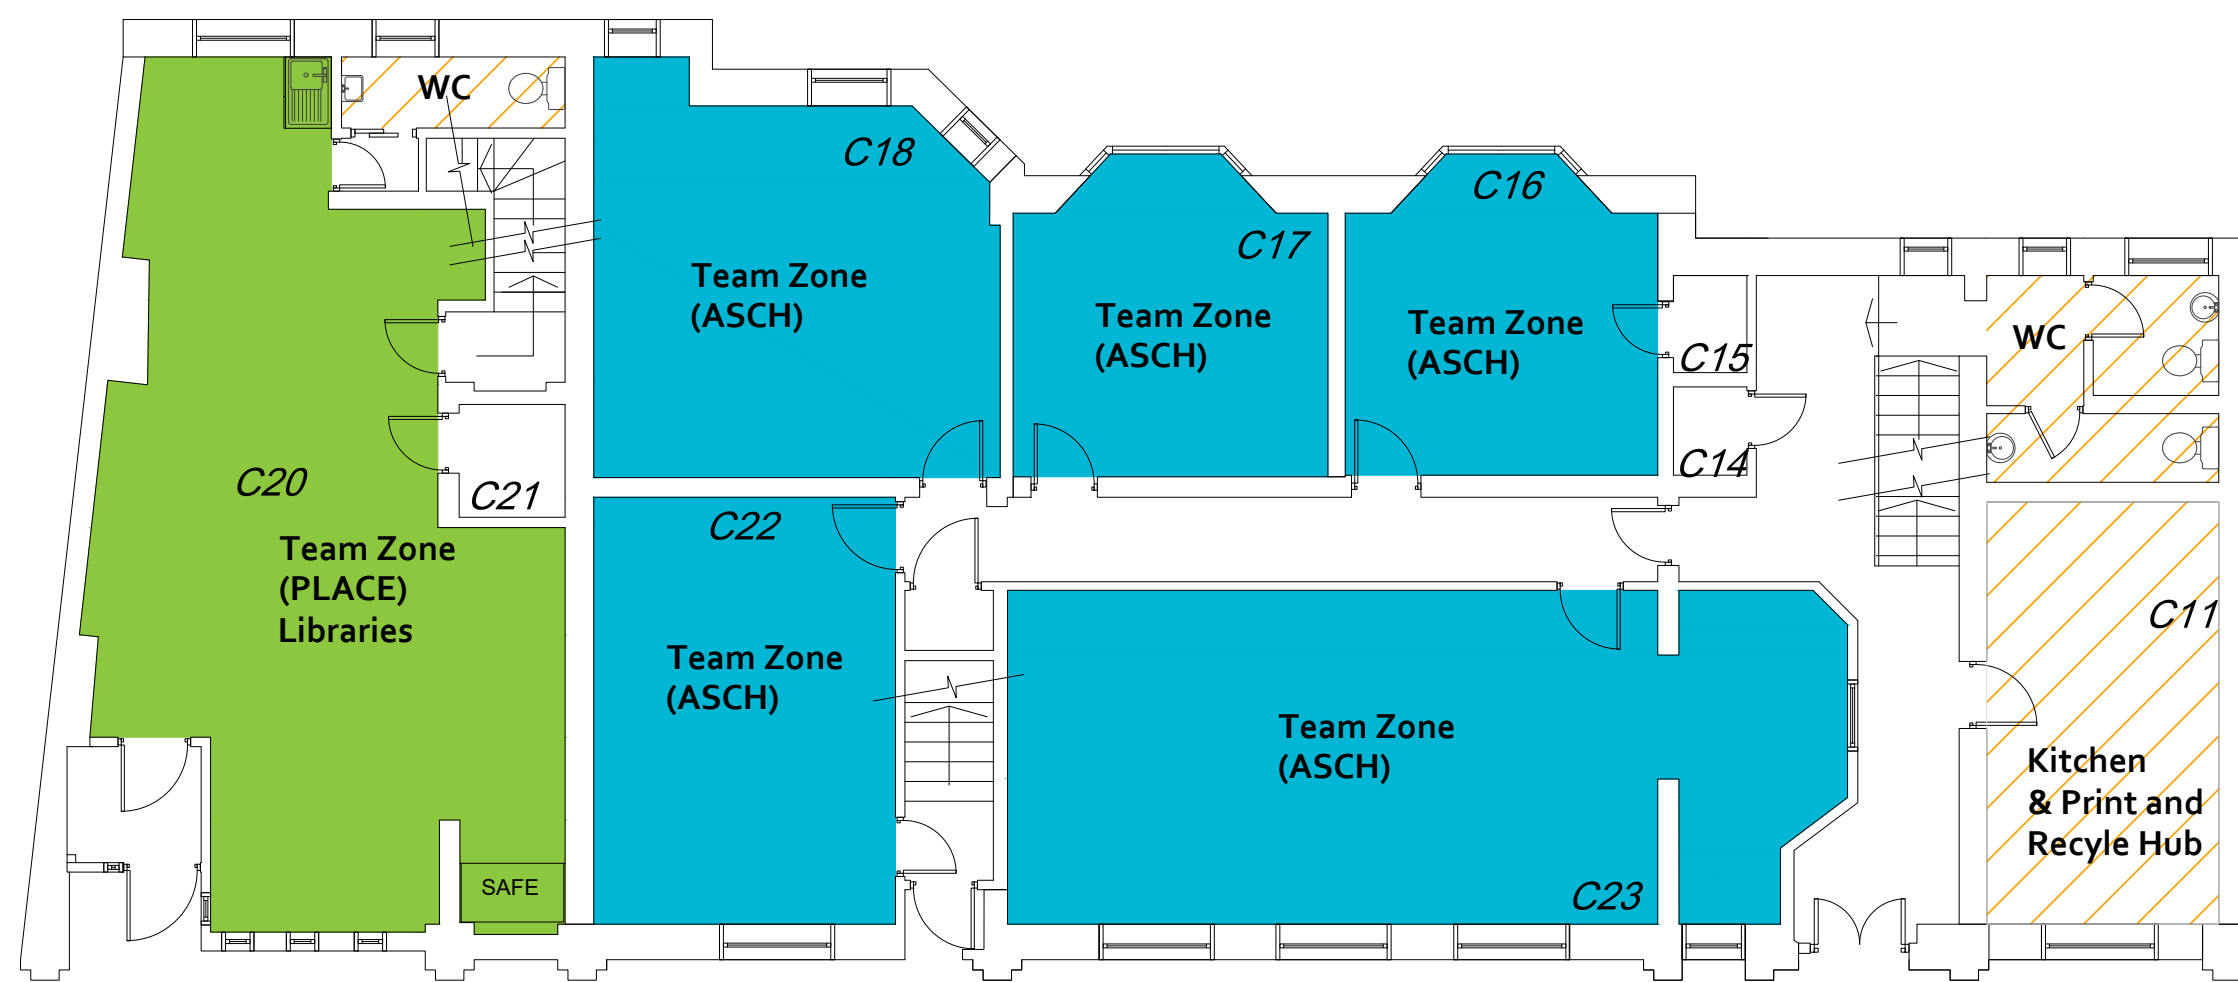 WC
C18
C16
C17
Team Zone
(ASCH)
Team Zone
(ASCH)
Team Zone
(ASCH)
WC
C15
C14
C20
C21
C22
Team Zone
(PLACE)
Libraries
Team Zone
(ASCH)
C11
Team Zone
(ASCH)
Kitchen
& Print and
Recyle Hub
SAFE
C23